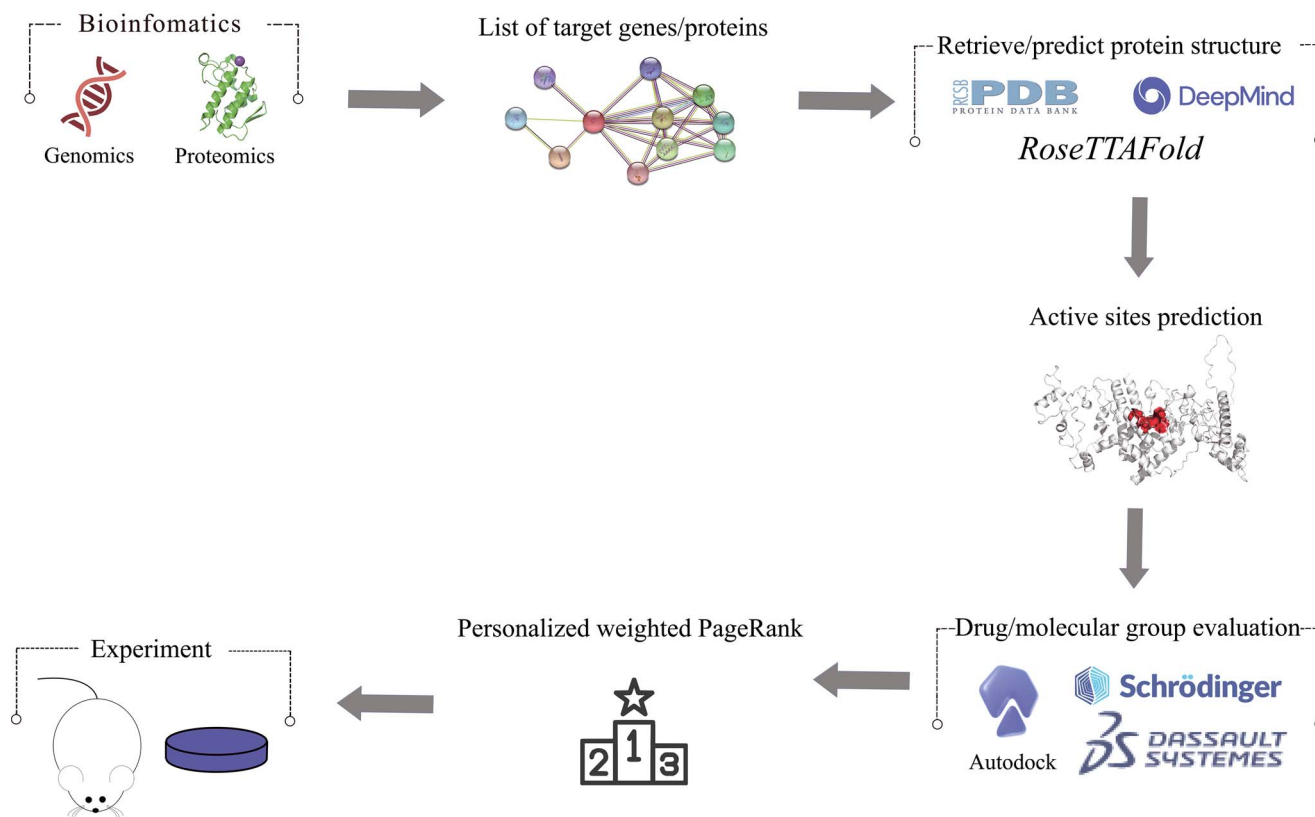 Bioinfomatics
Genomics
Proteomics
List of target genes/proteins
Retrieve/predict protein structure
RCSB
PDB
PROTEIN DATA BANK
DeepMind
RoseTTAFold
Active sites prediction
Drug/molecular group evaluation
Autodock
Schrödinger
DS DASSAULT
SYSTEMES
Personalized weighted PageRank
2 1 3
Experiment